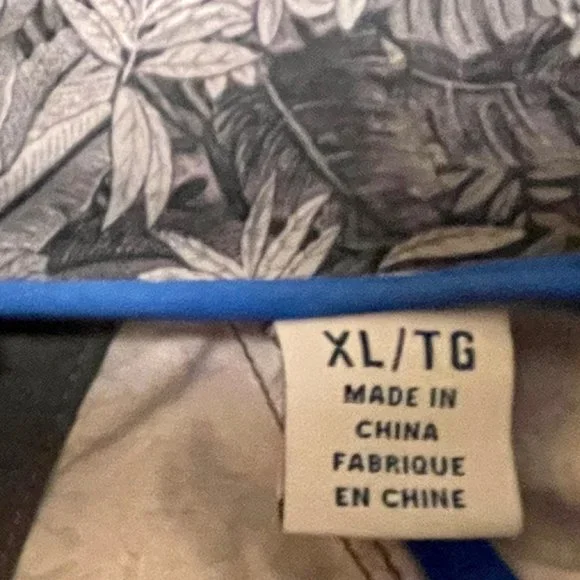 XL/TG
MADE IN
CHINA
FABRIQUE
EN CHINE